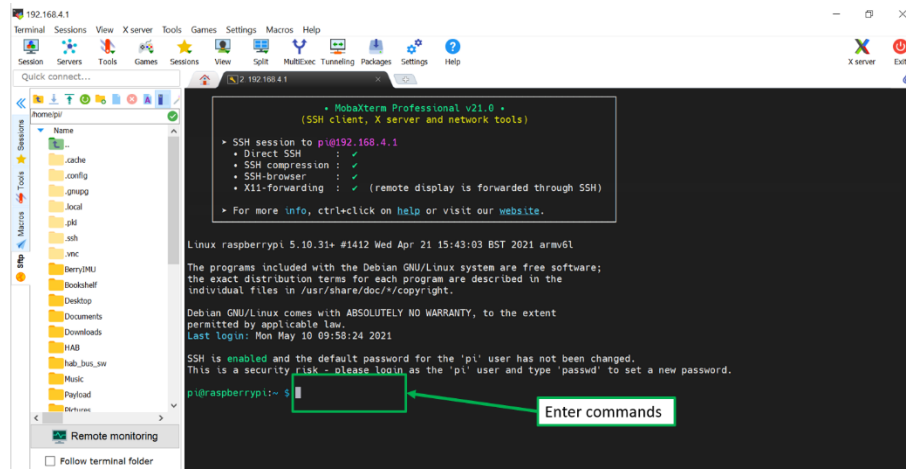 192.168.4.1
Terminal Sessions View X server Tools Games Settings Macros Help
Session Servers Tools Games Sessions View Split MultiExec Tunneling Packages Settings Help
X server Exit
Quick connect...
2. 192.168.4.1
/home/pi/
Name
..
.cache
.config
.gnupg
.local
.pki
.ssh
.vnc
BerryIMU
Bookshelf
Desktop
Documents
Downloads
HAB
hab_bus_sw
Music
Payload
Pictures
Remote monitoring
Follow terminal folder
Sessions
Tools
Macros
Sftp
• MobaXterm Professional v21.0 •
(SSH client, X server and network tools)
➤ SSH session to pi@192.168.4.1
• Direct SSH : ✔
• SSH compression : ✔
• SSH-browser : ✔
• X11-forwarding : ✔ (remote display is forwarded through SSH)
➤ For more info, ctrl+click on help or visit our website.
Linux raspberrypi 5.10.31+ #1412 Wed Apr 21 15:43:03 BST 2021 armv6l
The programs included with the Debian GNU/Linux system are free software;
the exact distribution terms for each program are described in the
individual files in /usr/share/doc/*/copyright.
Debian GNU/Linux comes with ABSOLUTELY NO WARRANTY, to the extent
permitted by applicable law.
Last login: Mon May 10 09:58:24 2021
SSH is enabled and the default password for the 'pi' user has not been changed.
This is a security risk - please login as the 'pi' user and type 'passwd' to set a new password.
pi@raspberrypi:~ $
Enter commands